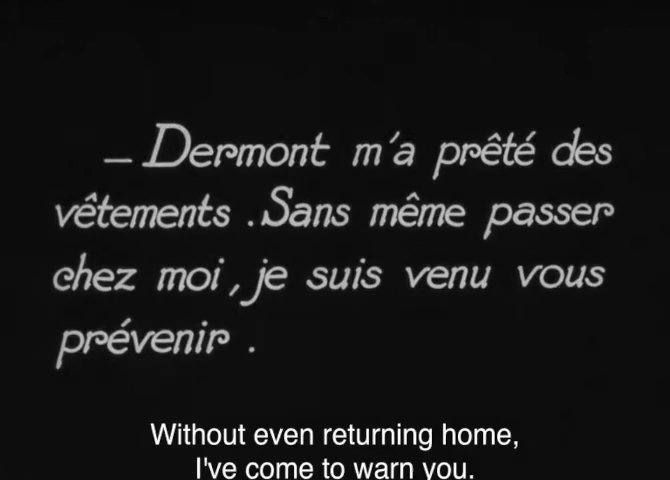 — Dermont m'a prêté des
vêtements . Sans même passer
chez moi, je suis venu vous
prévenir .
Without even returning home,
I've come to warn you.